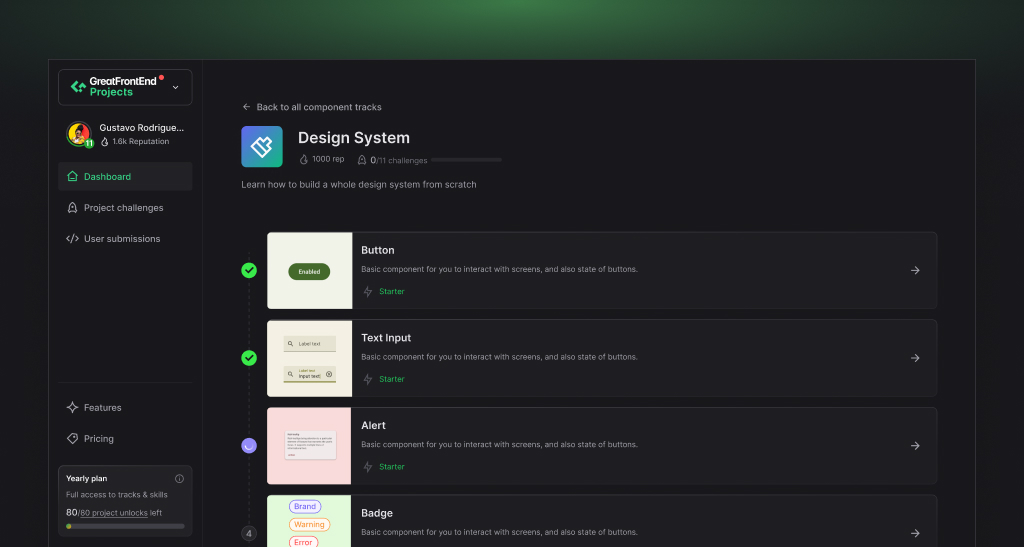 GreatFrontEnd
Projects
Gustavo Rodrigue...
11
1.6k Reputation
Dashboard
Project challenges
User submissions
Features
Pricing
Yearly plan
Full access to tracks & skills
80/80 project unlocks left
Back to all component tracks
Design System
1000 rep
0/11 challenges
Learn how to build a whole design system from scratch
Enabled
Button
Basic component for you to interact with screens, and also state of buttons.
Starter
Label text
Label text
Input text
Text Input
Basic component for you to interact with screens, and also state of buttons.
Starter
Alert
Basic component for you to interact with screens, and also state of buttons.
Starter
4
Brand
Warning
Error
Badge
Basic component for you to interact with screens, and also state of buttons.